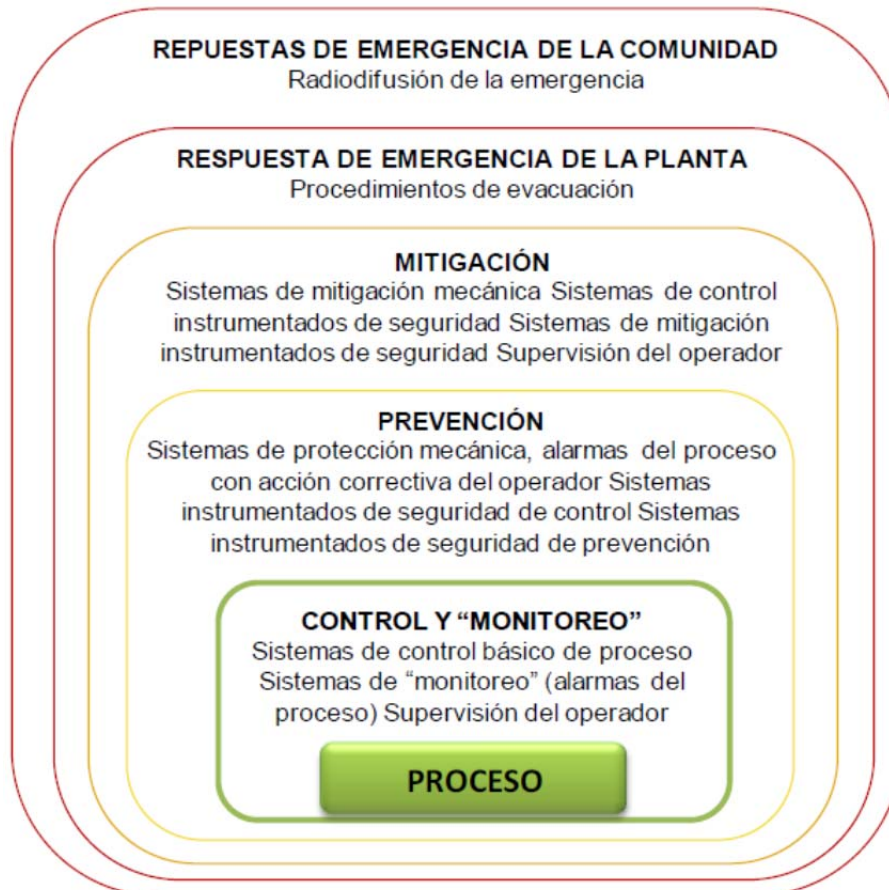 REPUESTAS DE EMERGENCIA DE LA COMUNIDAD
Radiodifusión de la emergencia
RESPUESTA DE EMERGENCIA DE LA PLANTA
Procedimientos de evacuación
MITIGACIÓN
Sistemas de mitigación mecánica Sistemas de control
instrumentados de seguridad Sistemas de mitigación
instrumentados de seguridad Supervisión del operador
PREVENCIÓN
Sistemas de protección mecánica, alarmas del proceso
con acción correctiva del operador Sistemas
instrumentados de seguridad de control Sistemas
instrumentados de seguridad de prevención
CONTROL Y “MONITOREO”
Sistemas de control básico de proceso
Sistemas de “monitoreo” (alarmas del
proceso) Supervisión del operador
PROCESO